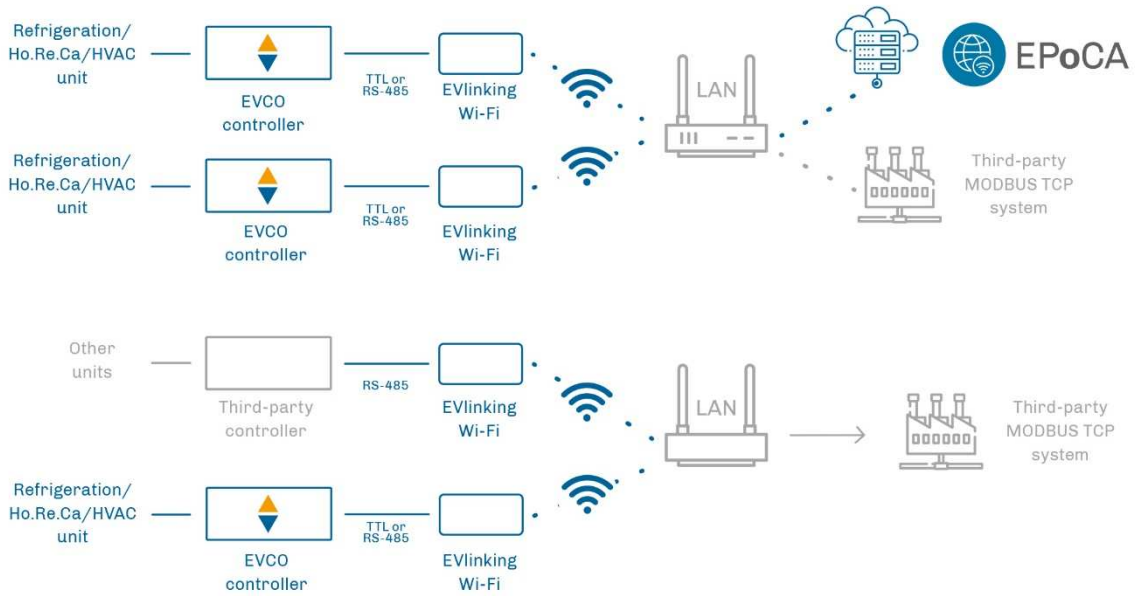 Refrigeration/
Ho.Re.Ca/HVAC
unit
EVCO
controller
TTL or
RS-485
EVlinking
Wi-Fi
LAN
EPoCA
Refrigeration/
Ho.Re.Ca/HVAC
unit
EVCO
controller
TTL or
RS-485
EVlinking
Wi-Fi
Third-party
MODBUS TCP
system
Other
units
Third-party
controller
RS-485
EVlinking
Wi-Fi
LAN
Third-party
MODBUS TCP
system
Refrigeration/
Ho.Re.Ca/HVAC
unit
EVCO
controller
TTL or
RS-485
EVlinking
Wi-Fi